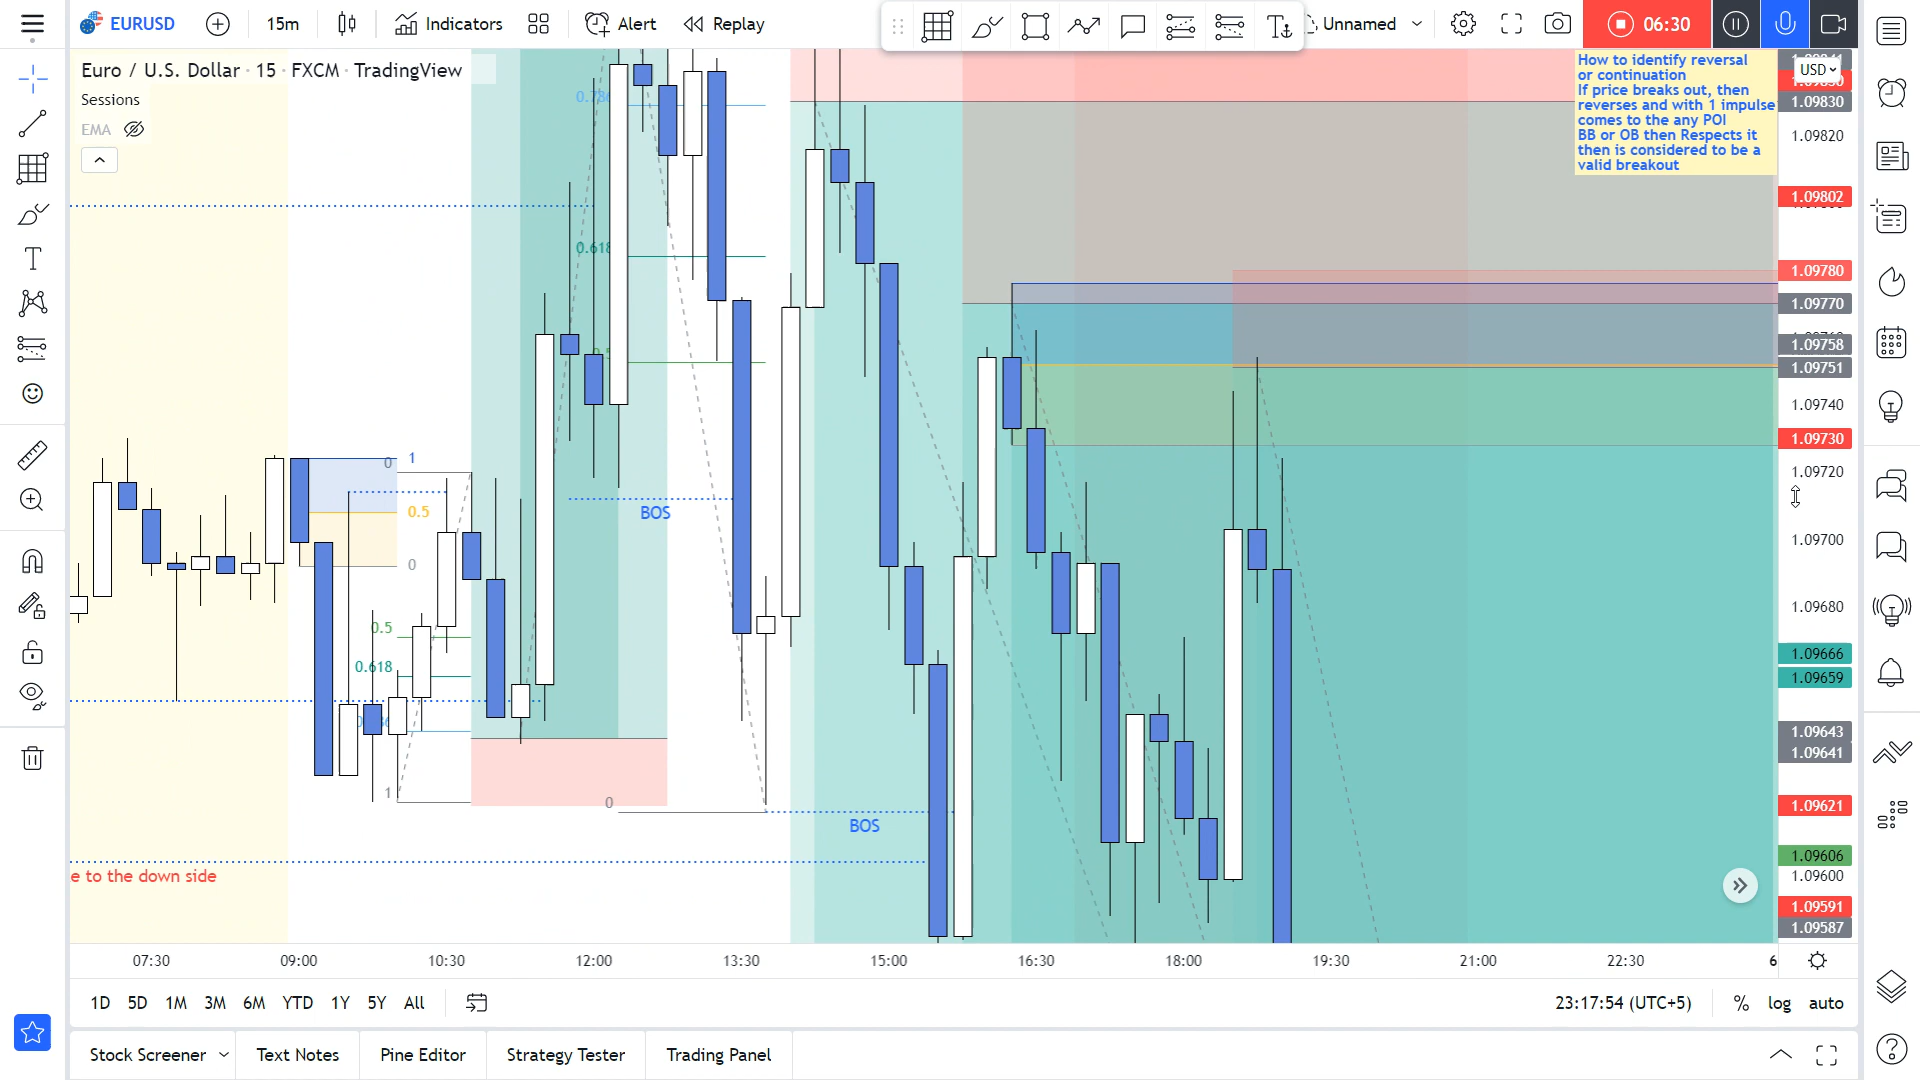 EURUSD
15m
Indicators
Alert
Replay
Unnamed
06:30
Euro / U.S. Dollar · 15 · FXCM · TradingView
Sessions
EMA
How to identify reversal
or continuation
If price breaks out, then
reverses and with 1 impulse
comes to the any POI
BB or OB then Respects it
then is considered to be a
valid breakout
USD
1.09830
1.09820
1.09802
1.09780
1.09770
1.09758
1.09751
1.09740
1.09730
1.09720
1.09700
1.09680
1.09666
1.09659
1.09643
1.09641
1.09621
1.09606
1.09600
1.09591
1.09587
0.618
0 1
0.5
0
0.5
0.618
1
BOS
0
BOS
e to the down side
07:30 09:00 10:30 12:00 13:30 15:00 16:30 18:00 19:30 21:00 22:30 6
1D 5D 1M 3M 6M YTD 1Y 5Y All
23:17:54 (UTC+5) % log auto
Stock Screener Text Notes Pine Editor Strategy Tester Trading Panel